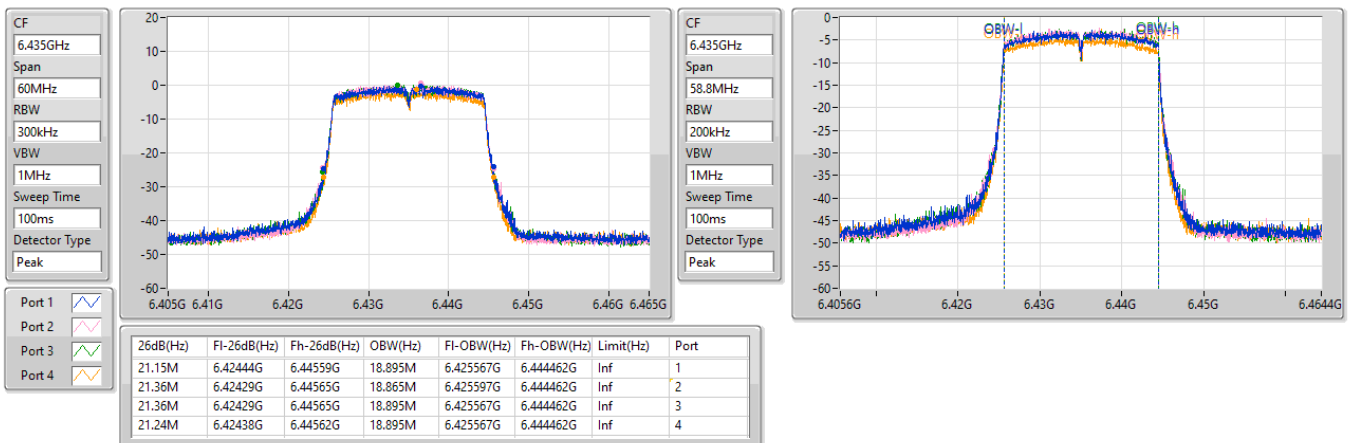 CF
6.435GHz
Span
60MHz
RBW
300kHz
VBW
1MHz
Sweep Time
100ms
Detector Type
Peak
20
10
0
-10
-20
-30
-40
-50
-60
6.405G 6.41G 6.42G 6.43G 6.44G 6.45G 6.46G 6.465G
CF
6.435GHz
Span
58.8MHz
RBW
200kHz
VBW
1MHz
Sweep Time
100ms
Detector Type
Peak
0
-5
-10
-15
-20
-25
-30
-35
-40
-45
-50
-55
-60
OBW-l OBW-h
6.4056G 6.42G 6.43G 6.44G 6.45G 6.4644G
Port 1
Port 2
Port 3
Port 4
26dB(Hz) Fl-26dB(Hz) Fh-26dB(Hz) OBW(Hz) Fl-OBW(Hz) Fh-OBW(Hz) Limit(Hz) Port
21.15M 6.42444G 6.44559G 18.895M 6.425567G 6.444462G Inf 1
21.36M 6.42429G 6.44565G 18.865M 6.425597G 6.444462G Inf 2
21.36M 6.42429G 6.44565G 18.895M 6.425567G 6.444462G Inf 3
21.24M 6.42438G 6.44562G 18.895M 6.425567G 6.444462G Inf 4